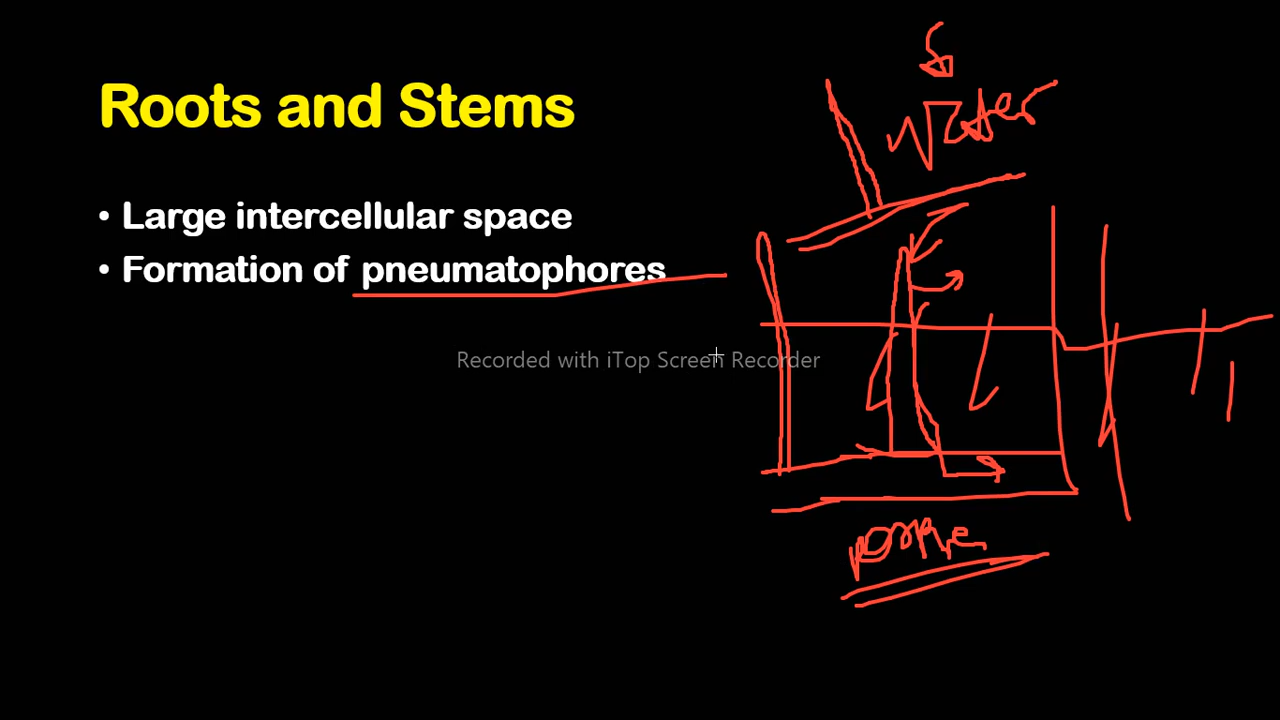 Roots and Stems
Water
• Large intercellular space
• Formation of pneumatophores
Recorded with iTop Screen Recorder